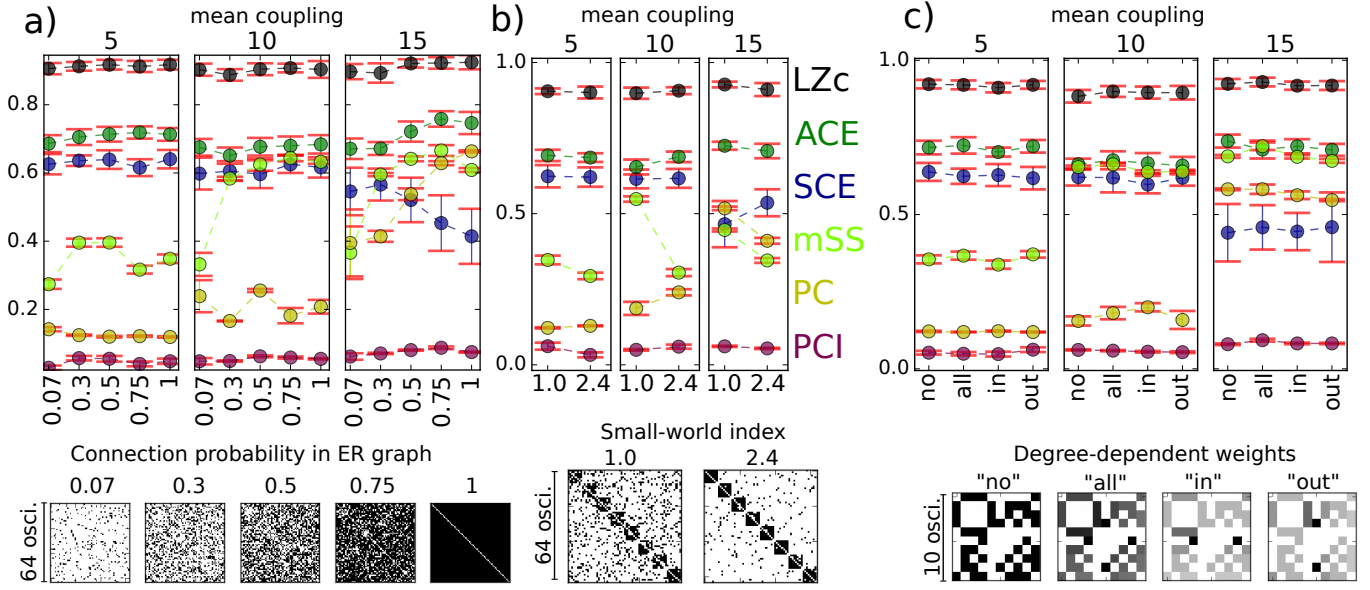 a)
mean coupling
5 10 15
0.8
0.6
0.4
0.2
0.07 0.3 0.5 0.75 1
0.07 0.3 0.5 0.75 1
0.07 0.3 0.5 0.75 1
Connection probability in ER graph
0.07 0.3 0.5 0.75 1
64 osci.
b)
mean coupling
5 10 15
1.0
0.5
0.0
1.0 2.4
1.0 2.4
1.0 2.4
LZc
ACE
SCE
mSS
PC
PCI
Small-world index
1.0 2.4
64 osci.
c)
mean coupling
5 10 15
1.0
0.5
0.0
no all in out
no all in out
no all in out
Degree-dependent weights
"no" "all" "in" "out"
10 osci.